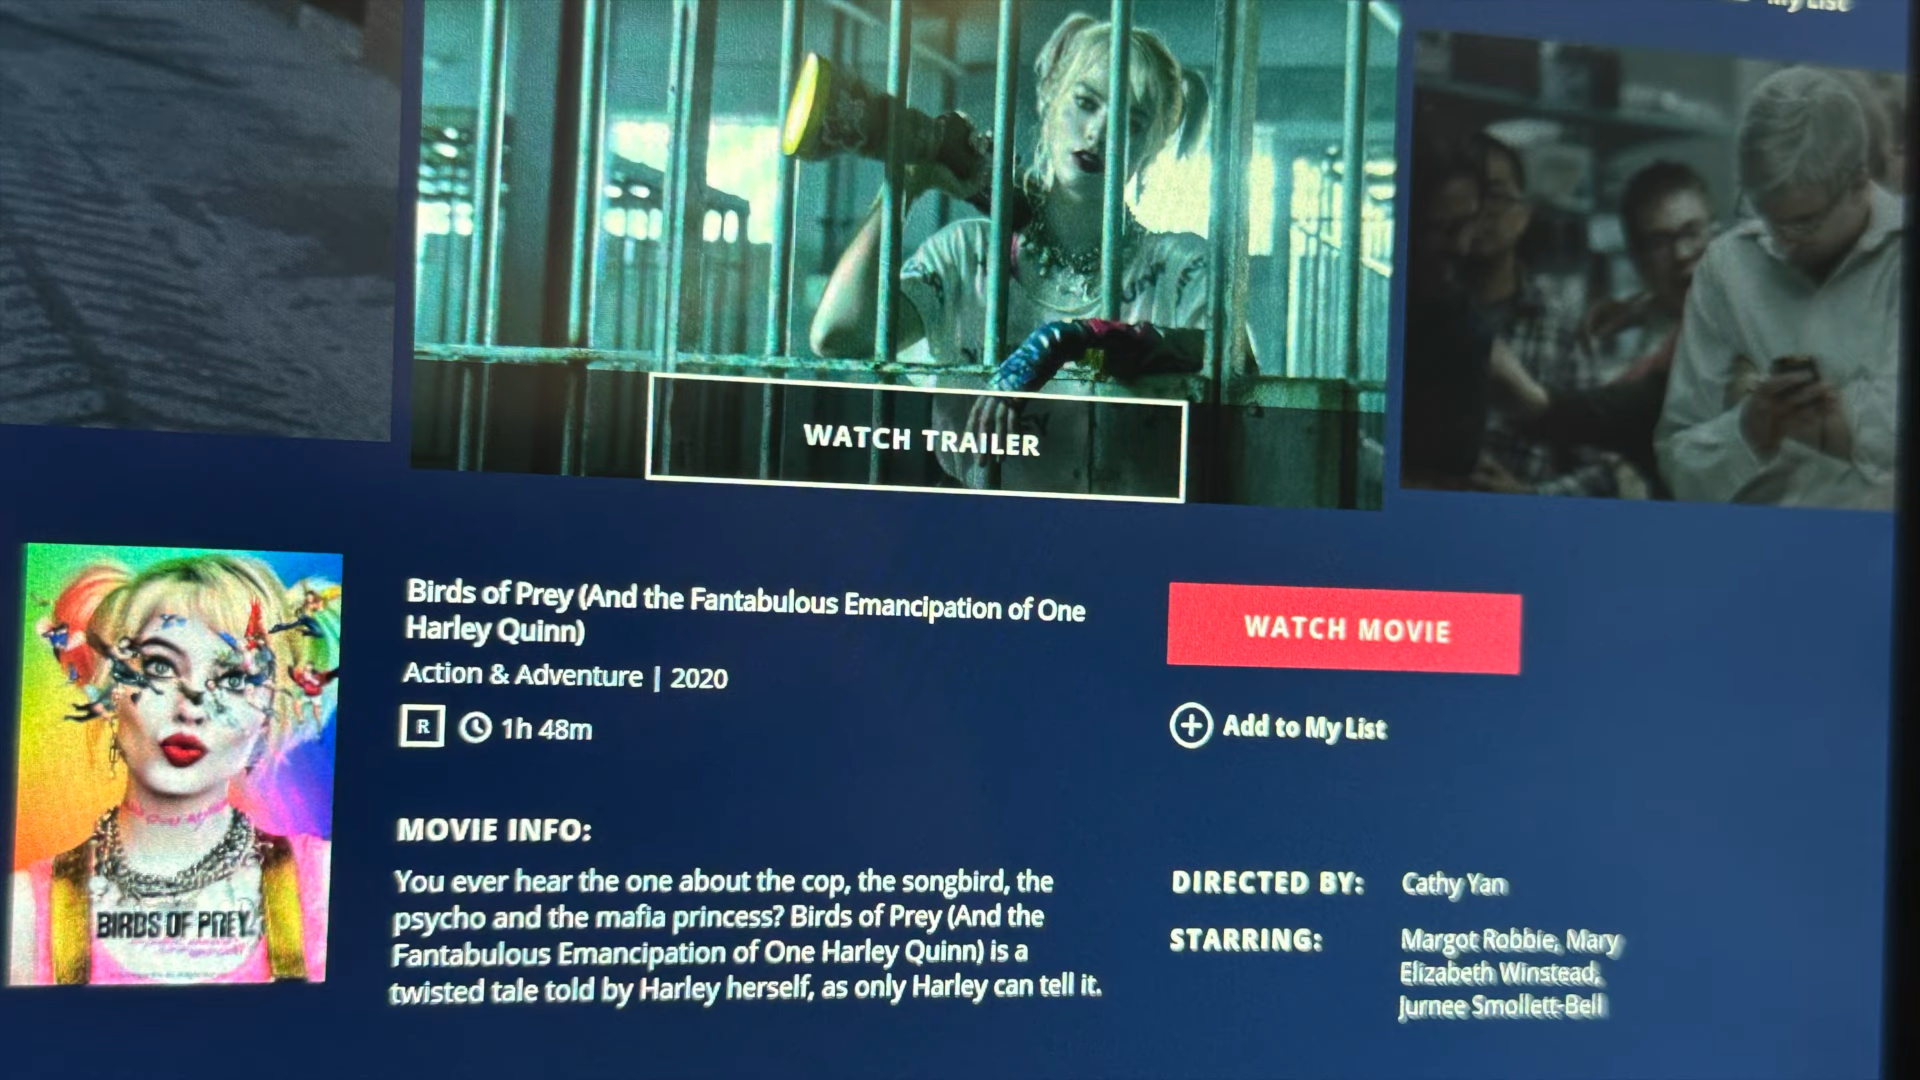 My List
WATCH TRAILER
Birds of Prey (And the Fantabulous Emancipation of One
Harley Quinn)
Action & Adventure | 2020
R 1h 48m
WATCH MOVIE
Add to My List
MOVIE INFO:
You ever hear the one about the cop, the songbird, the
psycho and the mafia princess? Birds of Prey (And the
Fantabulous Emancipation of One Harley Quinn) is a
twisted tale told by Harley herself, as only Harley can tell it.
DIRECTED BY: Cathy Yan
STARRING: Margot Robbie, Mary
Elizabeth Winstead,
Jurnee Smollett-Bell
BIRDS OF PREY